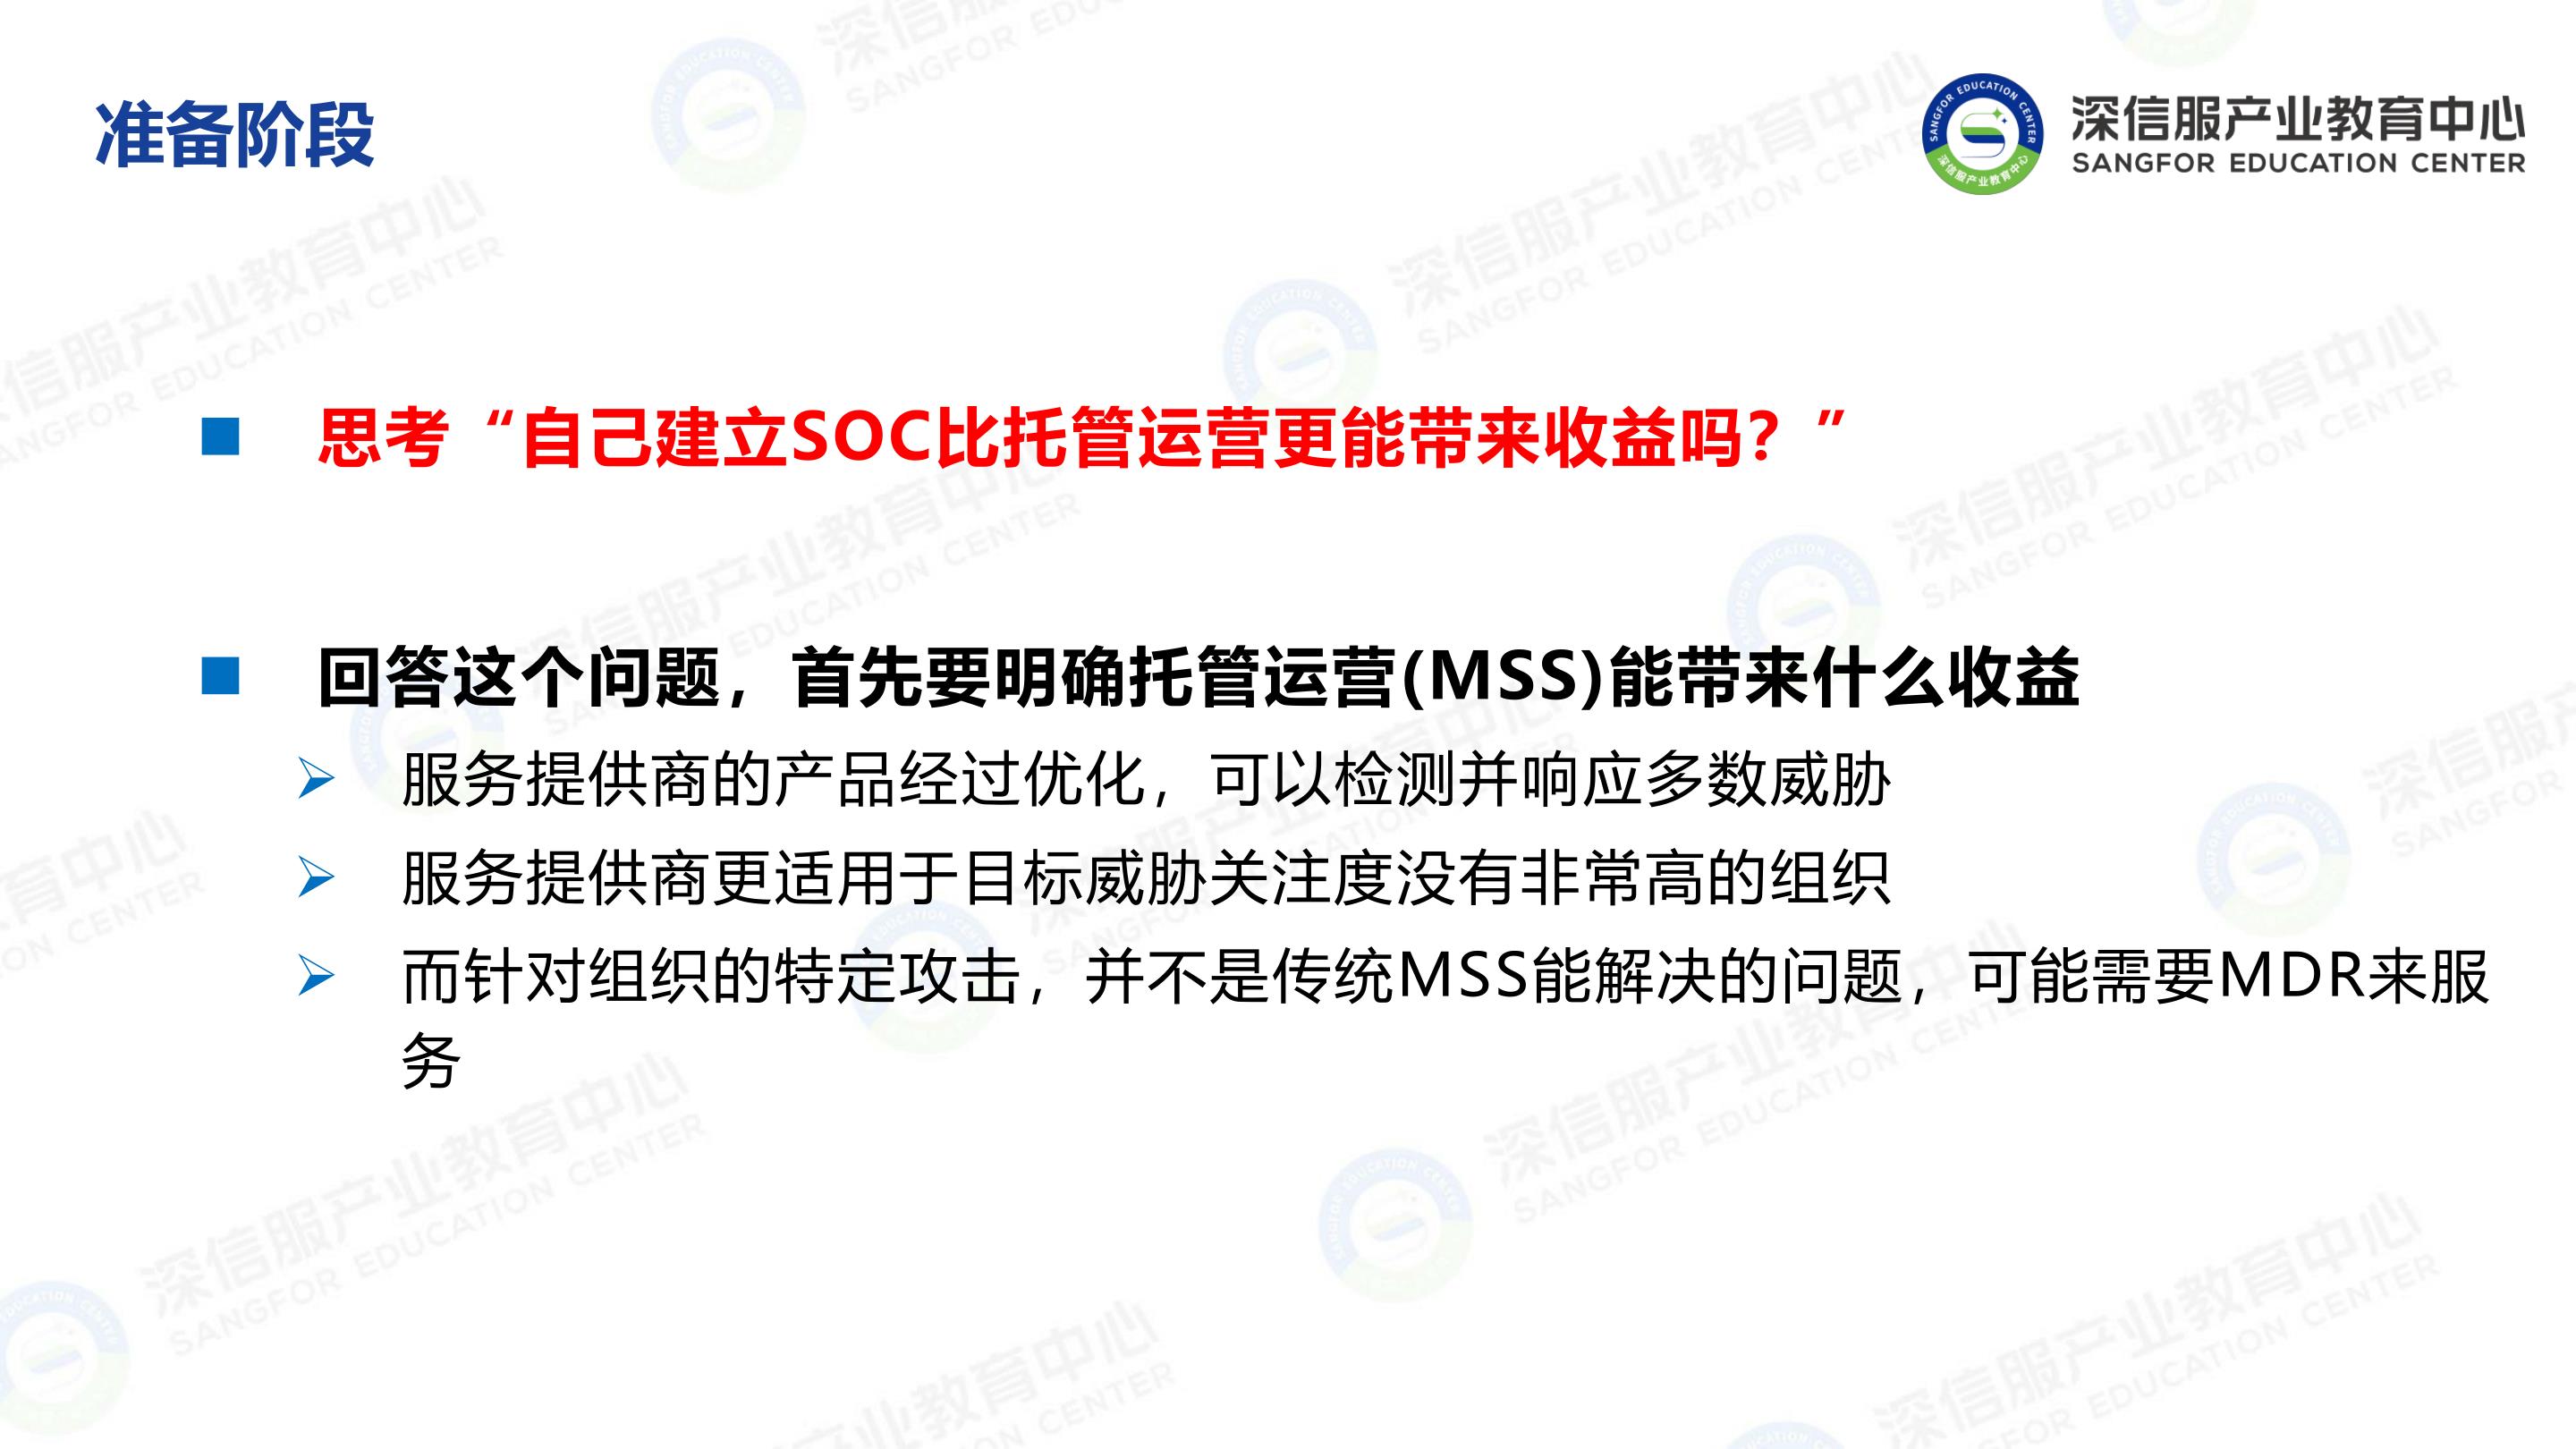 准备阶段
深信服产业教育中心
SANGFOR EDUCATION CENTER
思考“自己建立SOC比托管运营更能带来收益吗？”
回答这个问题，首先要明确托管运营(MSS)能带来什么收益
服务提供商的产品经过优化，可以检测并响应多数威胁
服务提供商更适用于目标威胁关注度没有非常高的组织
而针对组织的特定攻击，并不是传统MSS能解决的问题，可能需要MDR来服
务